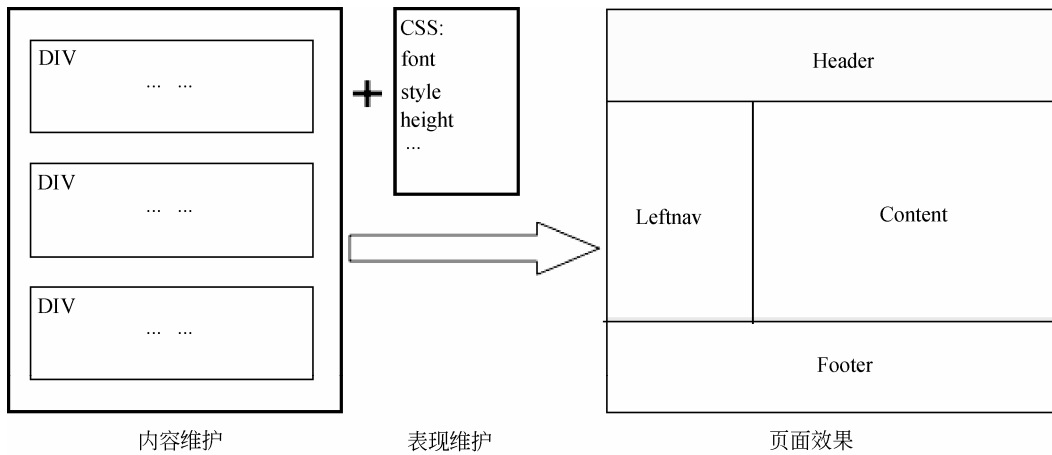 DIV
... ...
DIV
... ...
DIV
... ...
内容维护
CSS:
font
style
height
...
表现维护
Header
Leftnav
Content
Footer
页面效果